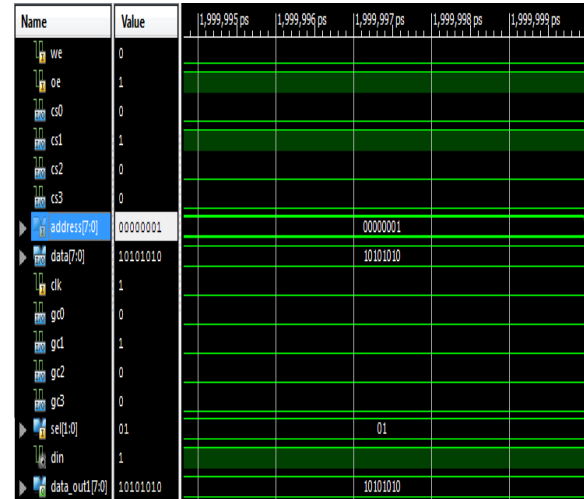 Name Value 1,999,995 ps 1,999,996 ps 1,999,997 ps 1,999,998 ps 1,999,999 ps
we 0
oe 1
cs0 0
cs1 1
cs2 0
cs3 0
address[7:0] 00000001 00000001
data[7:0] 10101010 10101010
clk 1
gc0 0
gc1 1
gc2 0
gc3 0
sel[1:0] 01 01
din 1
data_out1[7:0] 10101010 10101010